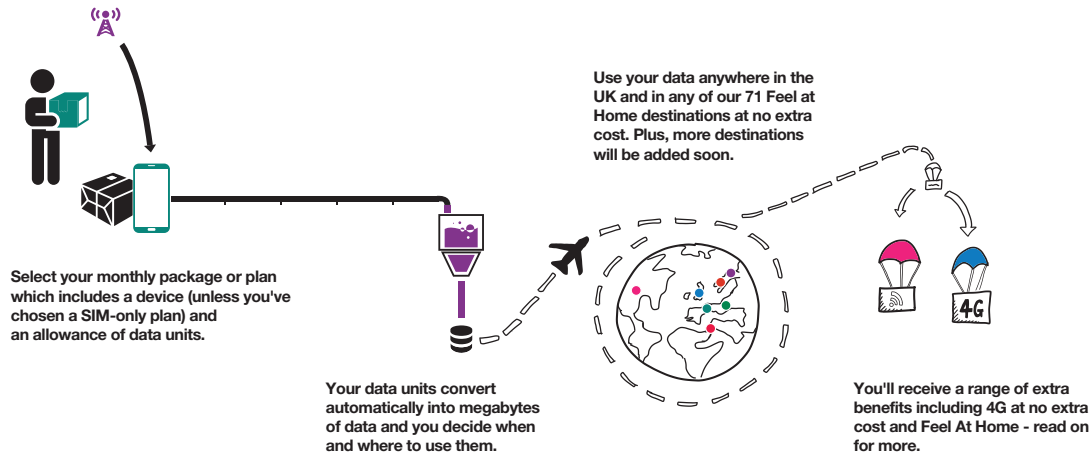 Select your monthly package or plan
which includes a device (unless you've
chosen a SIM-only plan) and
an allowance of data units.
Your data units convert
automatically into megabytes
of data and you decide when
and where to use them.
Use your data anywhere in the
UK and in any of our 71 Feel at
Home destinations at no extra
cost. Plus, more destinations
will be added soon.
4G
You'll receive a range of extra
benefits including 4G at no extra
cost and Feel At Home - read on
for more.